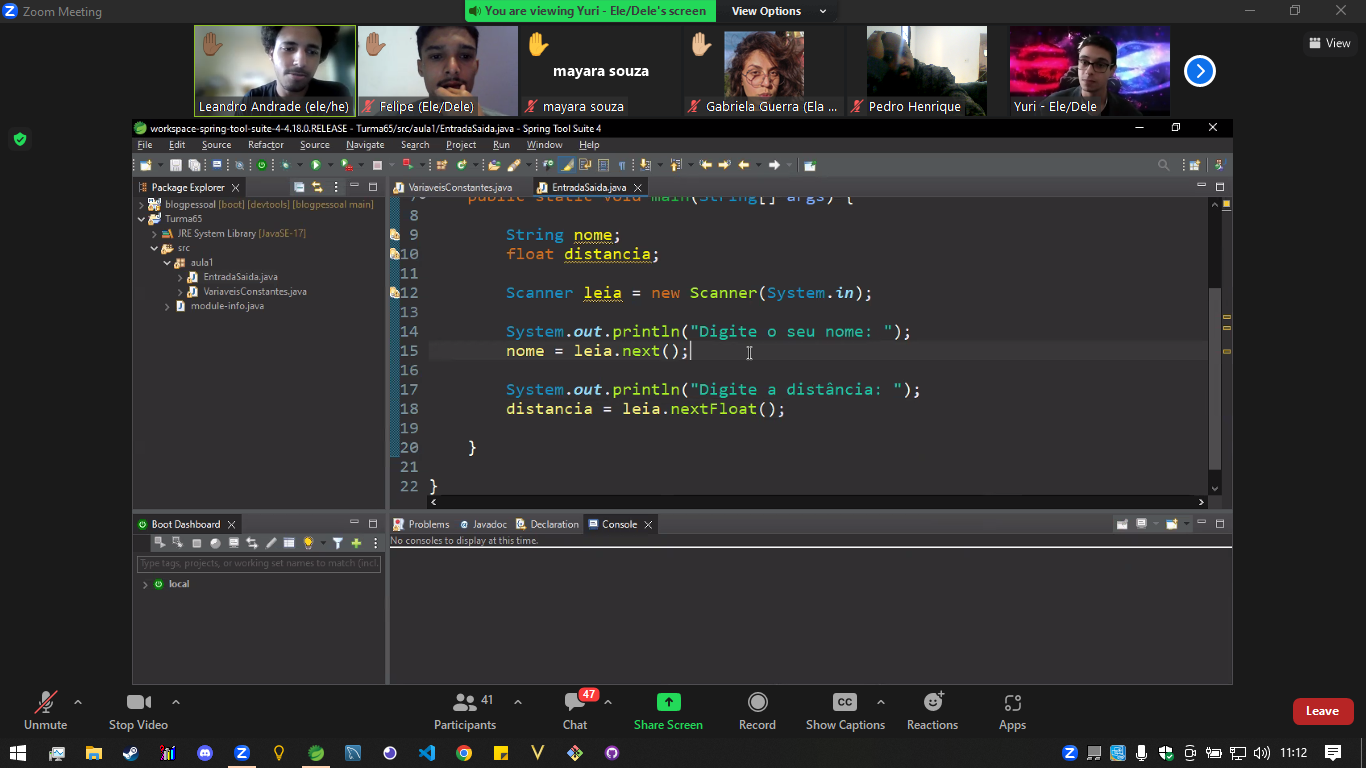 Zoom Meeting
You are viewing Yuri - Ele/Dele's screen
View Options
View
mayara souza
Leandro Andrade (ele/he)
Felipe (Ele/Dele)
mayara souza
Gabriela Guerra (Ela ...
Pedro Henrique
Yuri - Ele/Dele
workspace-spring-tool-suite-4-4.18.0.RELEASE - Turma65/src/aula1/EntradaSaida.java - Spring Tool Suite 4
File Edit Source Refactor Source Navigate Search Project Run Window Help
Package Explorer
VariaveisConstantes.java
EntradaSaida.java
blogpessoal [boot] [devtools] [blogpessoal main]
Turma65
JRE System Library [JavaSE-17]
src
aula1
EntradaSaida.java
VariaveisConstantes.java
module-info.java
7 public static void main(String[] args) {
8
9 String nome;
10 float distancia;
11
12 Scanner leia = new Scanner(System.in);
13
14 System.out.println("Digite o seu nome: ");
15 nome = leia.next();
16
17 System.out.println("Digite a distância: ");
18 distancia = leia.nextFloat();
19
20 }
21
22 }
Boot Dashboard
Type tags, projects, or working set names to match (incl.
local
Problems
Javadoc
Declaration
Console
No consoles to display at this time.
Unmute
Stop Video
41
Participants
47
Chat
Share Screen
Record
CC
Show Captions
Reactions
Apps
Leave
11:12